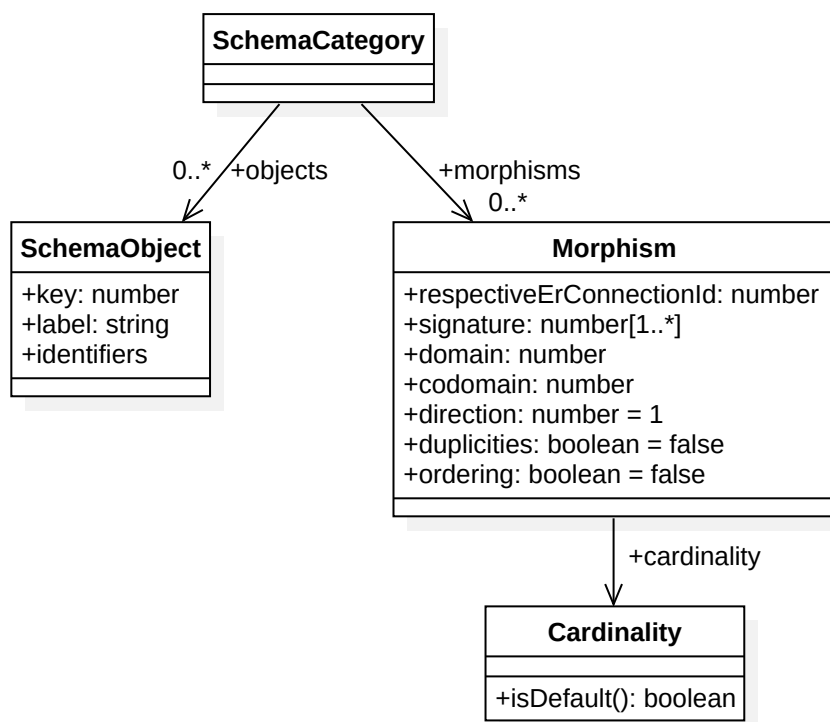 SchemaCategory
0..* +objects
+morphisms
0..*
SchemaObject
+key: number
+label: string
+identifiers
Morphism
+respectiveErConnectionId: number
+signature: number[1..*]
+domain: number
+codomain: number
+direction: number = 1
+duplicities: boolean = false
+ordering: boolean = false
+cardinality
Cardinality
+isDefault(): boolean